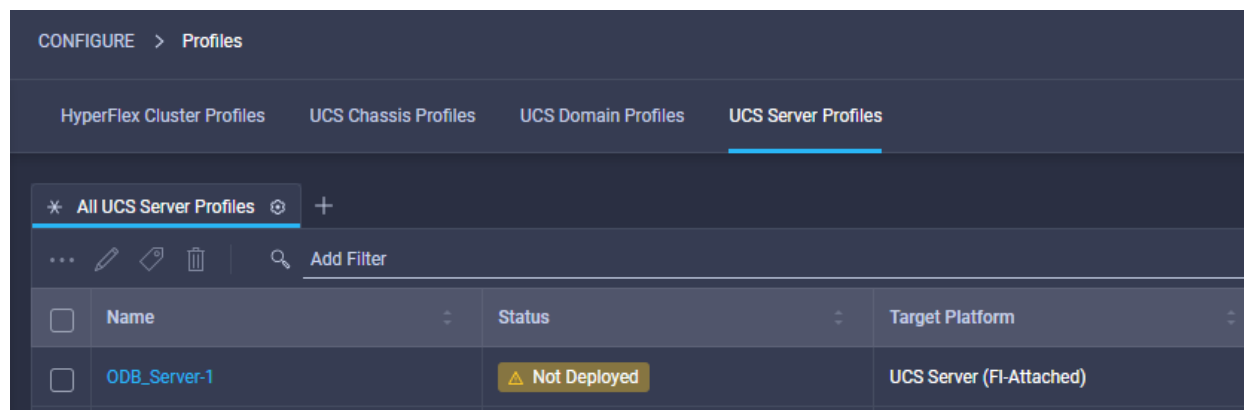 CONFIGURE > Profiles
HyperFlex Cluster Profiles UCS Chassis Profiles UCS Domain Profiles UCS Server Profiles
All UCS Server Profiles
Add Filter
Name Status Target Platform
ODB_Server-1 Not Deployed UCS Server (FI-Attached)